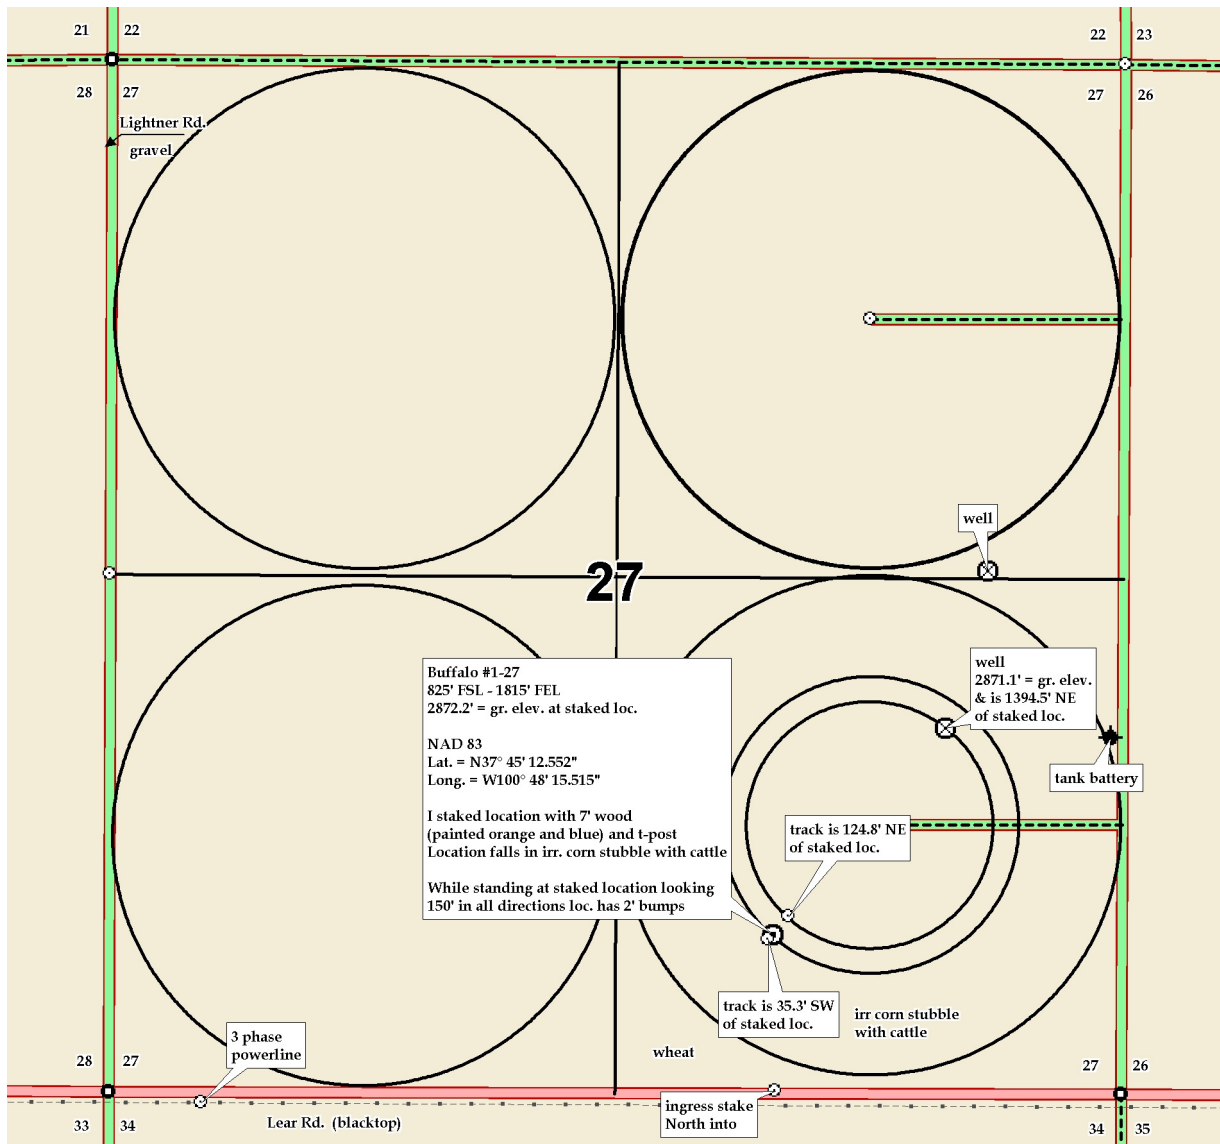 21 22
22 23
28 27
27 26
Lightner Rd.
gravel
well
27
Buffalo #1-27
825' FSL - 1815' FEL
2872.2' = gr. elev. at staked loc.
NAD 83
Lat. = N37° 45' 12.552"
Long. = W100° 48' 15.515"
I staked location with 7' wood
(painted orange and blue) and t-post
Location falls in irr. corn stubble with cattle
While standing at staked location looking
150' in all directions loc. has 2' bumps
well
2871.1' = gr. elev.
& is 1394.5' NE
of staked loc.
tank battery
track is 124.8' NE
of staked loc.
track is 35.3' SW
of staked loc.
irr corn stubble
with cattle
3 phase
powerline
wheat
28 27
27 26
ingress stake
North into
Lear Rd. (blacktop)
33 34
34 35